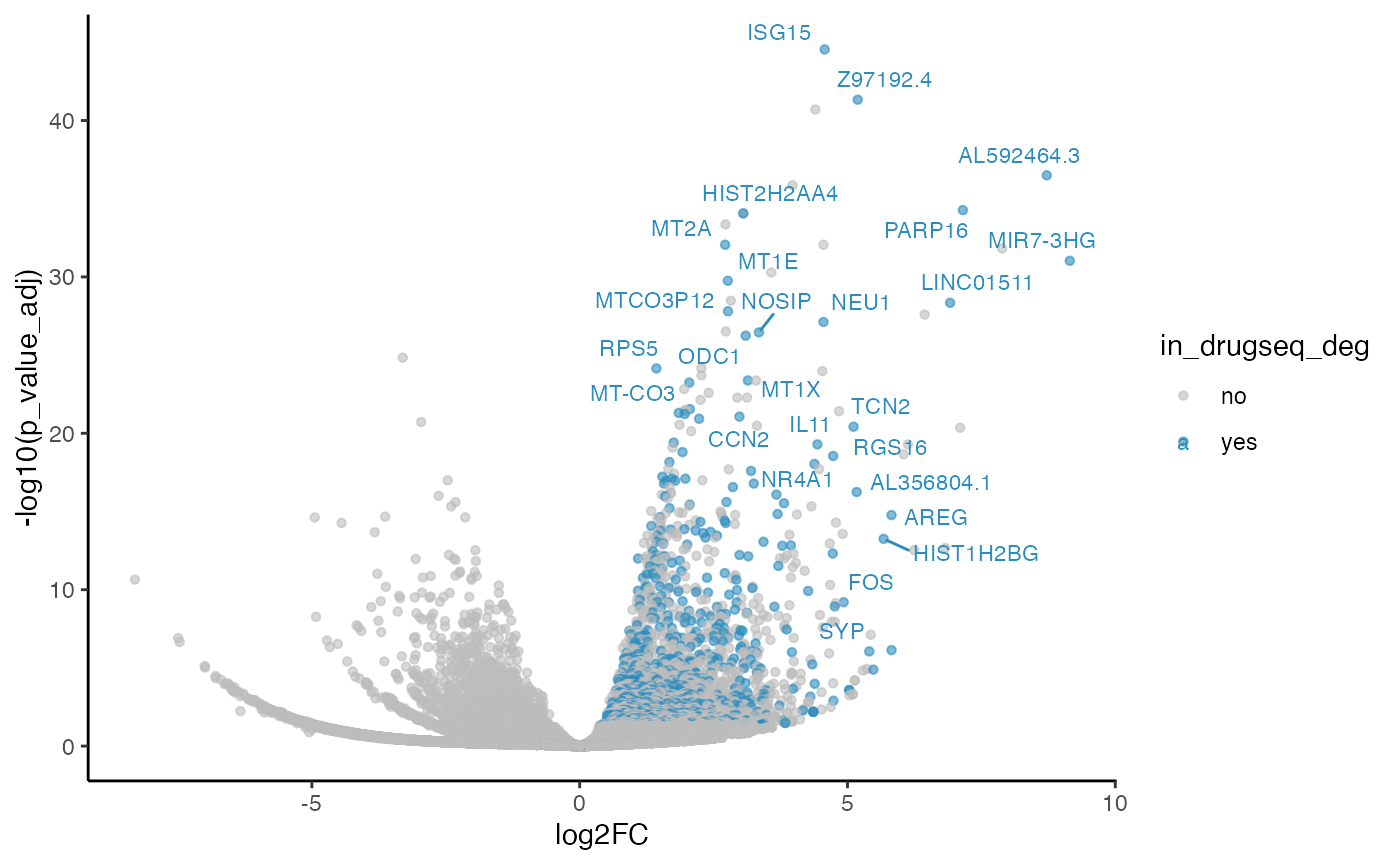 ISG15
Z97192.4
40
AL592464.3
HIST2H2AA4
MT2A
PARP16
MIR7-3HG
MT1E
30
LINC01511
MTCO3P12
NOSIP
NEU1
RPS5
ODC1
MT-CO3
MT1X
TCN2
IL11
20
CCN2
RGS16
NR4A1
AL356804.1
AREG
HIST1H2BG
10
FOS
SYP
0
-log10(p_value_adj)
-5
0
5
10
log2FC
in_drugseq_deg
no
a
yes